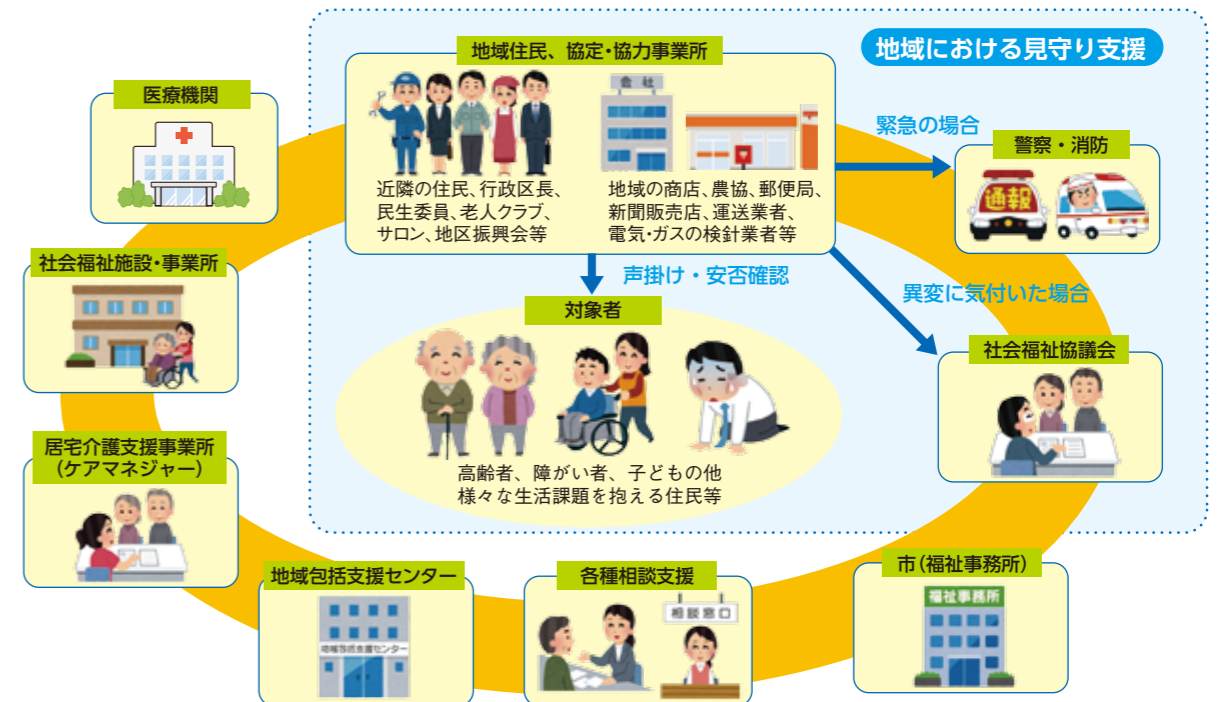 地域における見守り支援
地域住民、協定・協力事業所
会社
近隣の住民、行政区長、
民生委員、老人クラブ、
サロン、地区振興会等
地域の商店、農協、郵便局、
新聞販売店、運送業者、
電気・ガスの検針業者等
医療機関
緊急の場合
警察・消防
通報
社会福祉施設・事業所
声掛け・安否確認
異変に気付いた場合
対象者
高齢者、障がい者、子どもの他
様々な生活課題を抱える住民等
社会福祉協議会
居宅介護支援事業所
（ケアマネジャー）
地域包括支援センター
地域包括支援センター
各種相談支援
相談窓口
市（福祉事務所）
福祉事務所